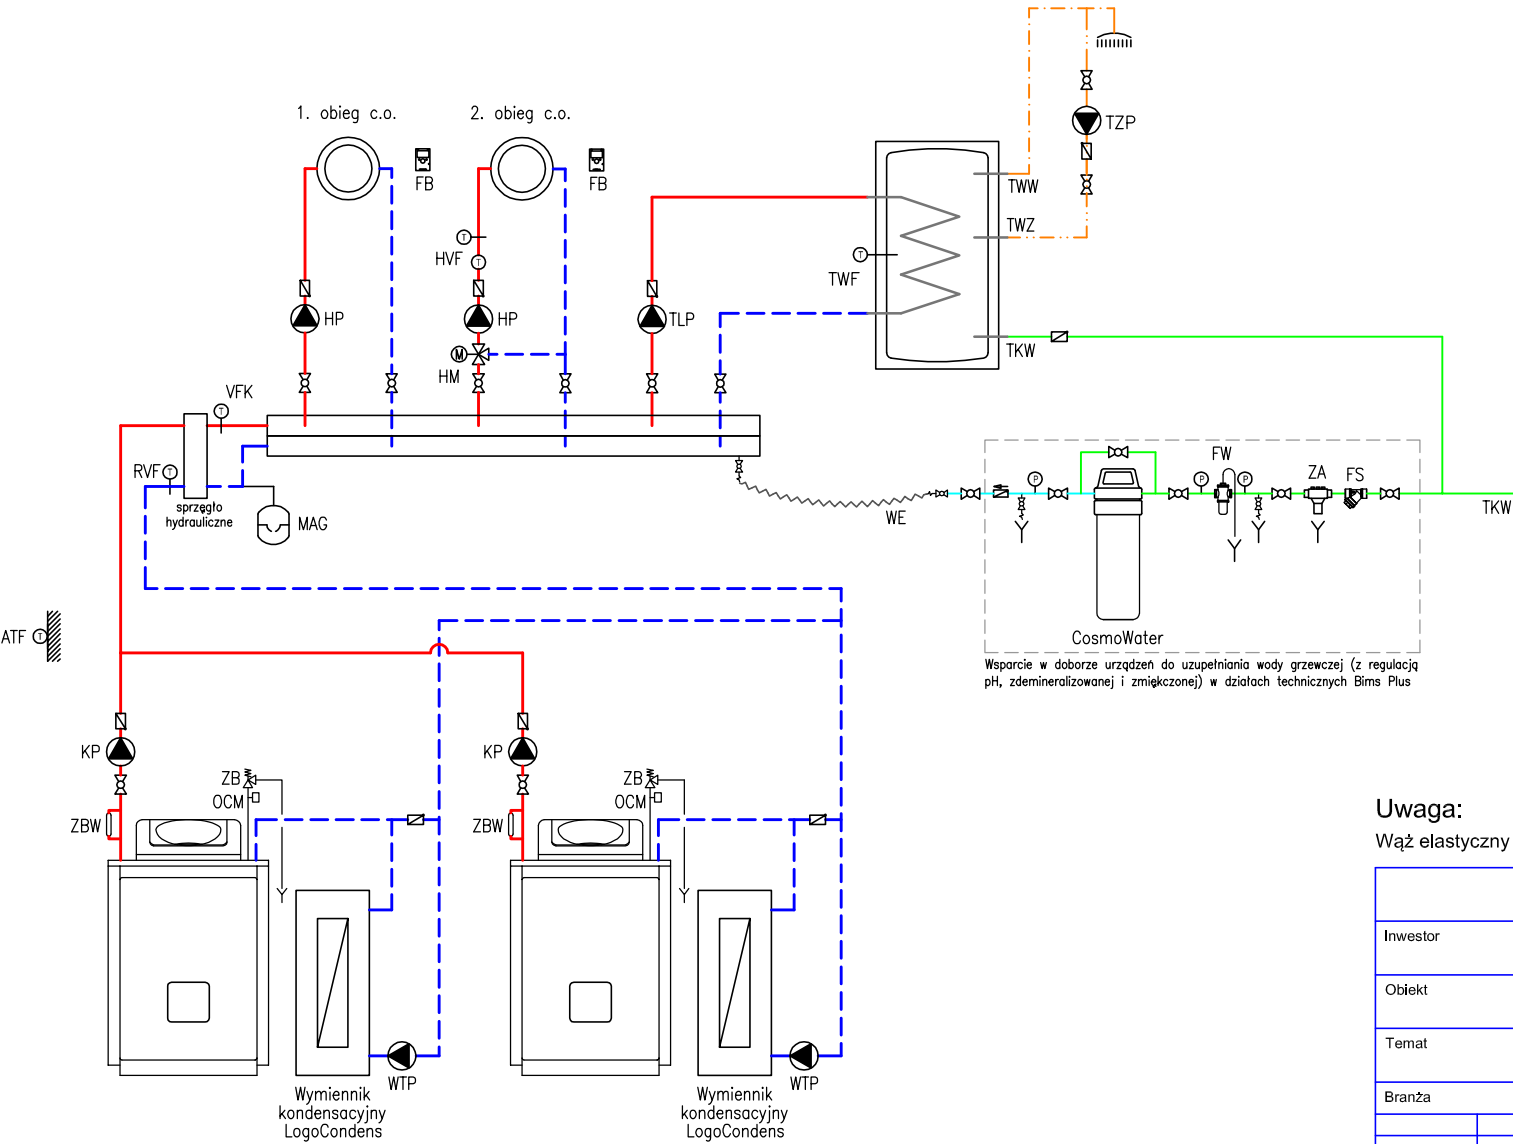 1. obieg c.o.
2. obieg c.o.
FB
FB
TZP
TWW
TWZ
T
HVF
T
T
TWF
HP
HP
TLP
M
HM
TKW
VFK
T
RVF
T
sprzęgło
hydrauliczne
MAG
WE
P
P
FW
P
ZA
FS
TKW
CosmoWater
Wsparcie w doborze urządzeń do uzupełniania wody grzewczej (z regulacją
pH, zdemineralizowanej i zmiękczonej) w działach technicznych Bims Plus
ATF
T
KP
KP
ZB
OCM
ZBW
ZB
OCM
ZBW
WTP
WTP
Wymiennik
kondensacyjny
LogoCondens
Wymiennik
kondensacyjny
LogoCondens
Uwaga:
Wąż elastyczny
Inwestor
Obiekt
Temat
Branża